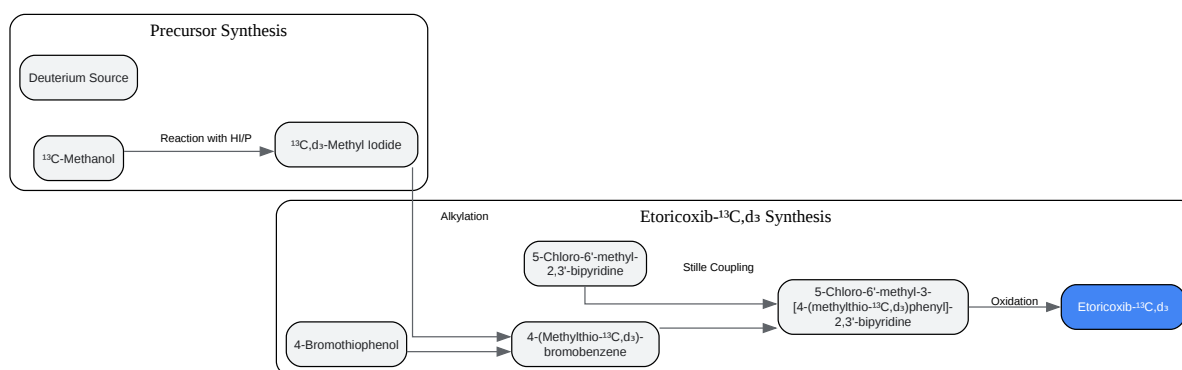 Precursor Synthesis
Deuterium Source
Reaction with HI/P
¹³C-Methanol
¹³C,d₃-Methyl Iodide
Alkylation
Etoricoxib-¹³C,d₃ Synthesis
5-Chloro-6'-methyl-
2,3'-bipyridine
Stille Coupling
5-Chloro-6'-methyl-3-
[4-(methylthio-¹³C,d₃)phenyl]-
2,3'-bipyridine
Oxidation
Etoricoxib-¹³C,d₃
4-Bromothiophenol
4-(Methylthio-¹³C,d₃)-
bromobenzene